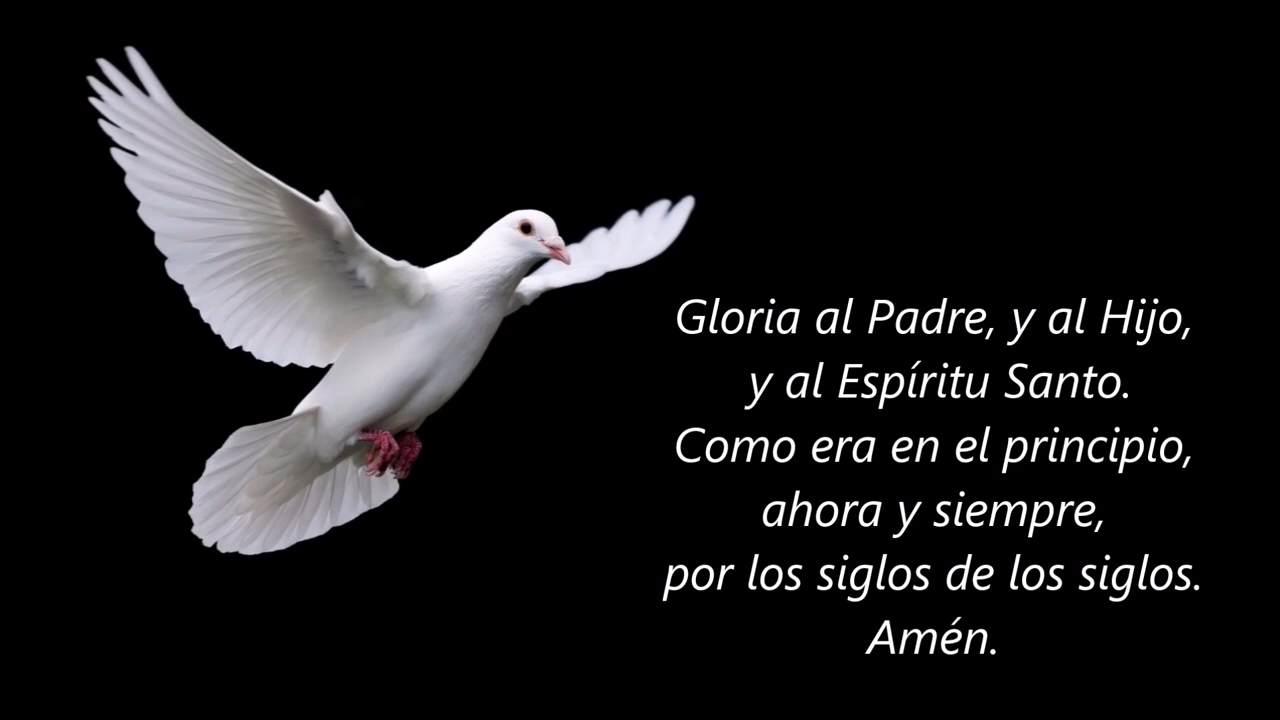 Gloria al Padre, y al Hijo,
y al Espíritu Santo.
Como era en el principio,
ahora y siempre,
por los siglos de los siglos.
Amén.